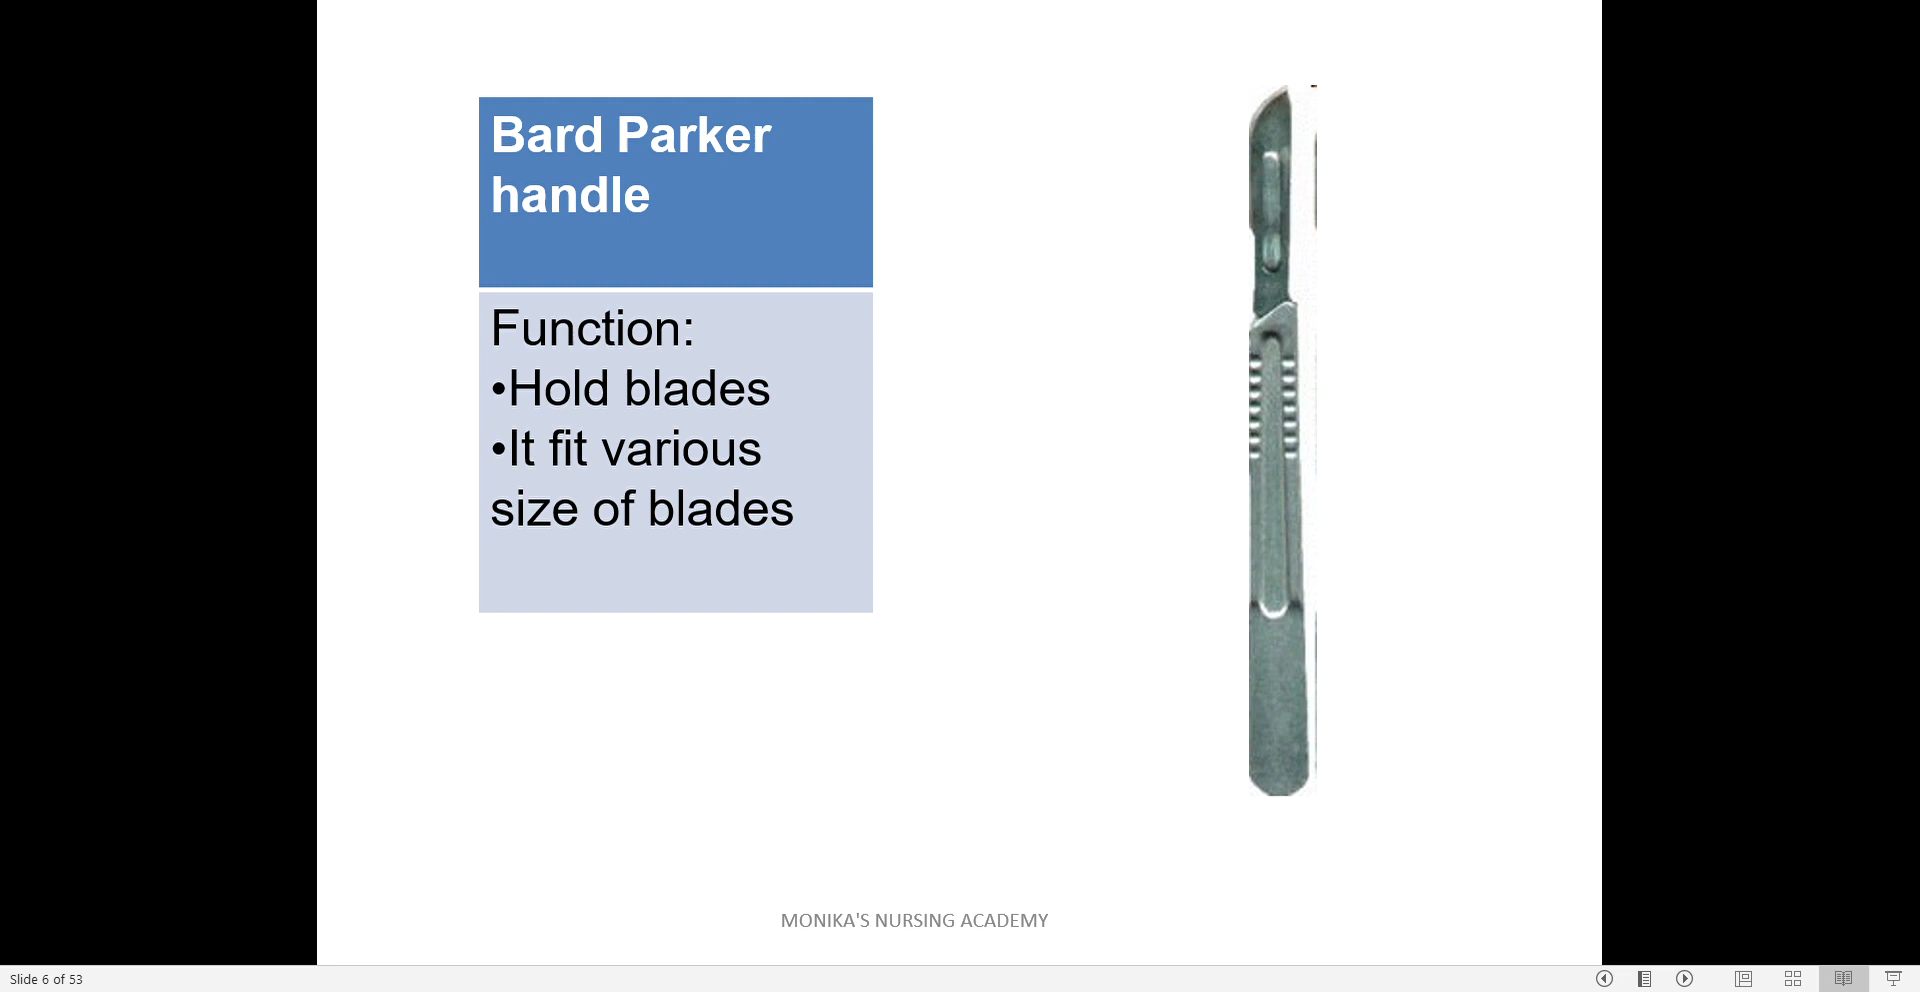 Bard Parker
handle
Function:
•Hold blades
•It fit various
size of blades
MONIKA'S NURSING ACADEMY
Slide 6 of 53